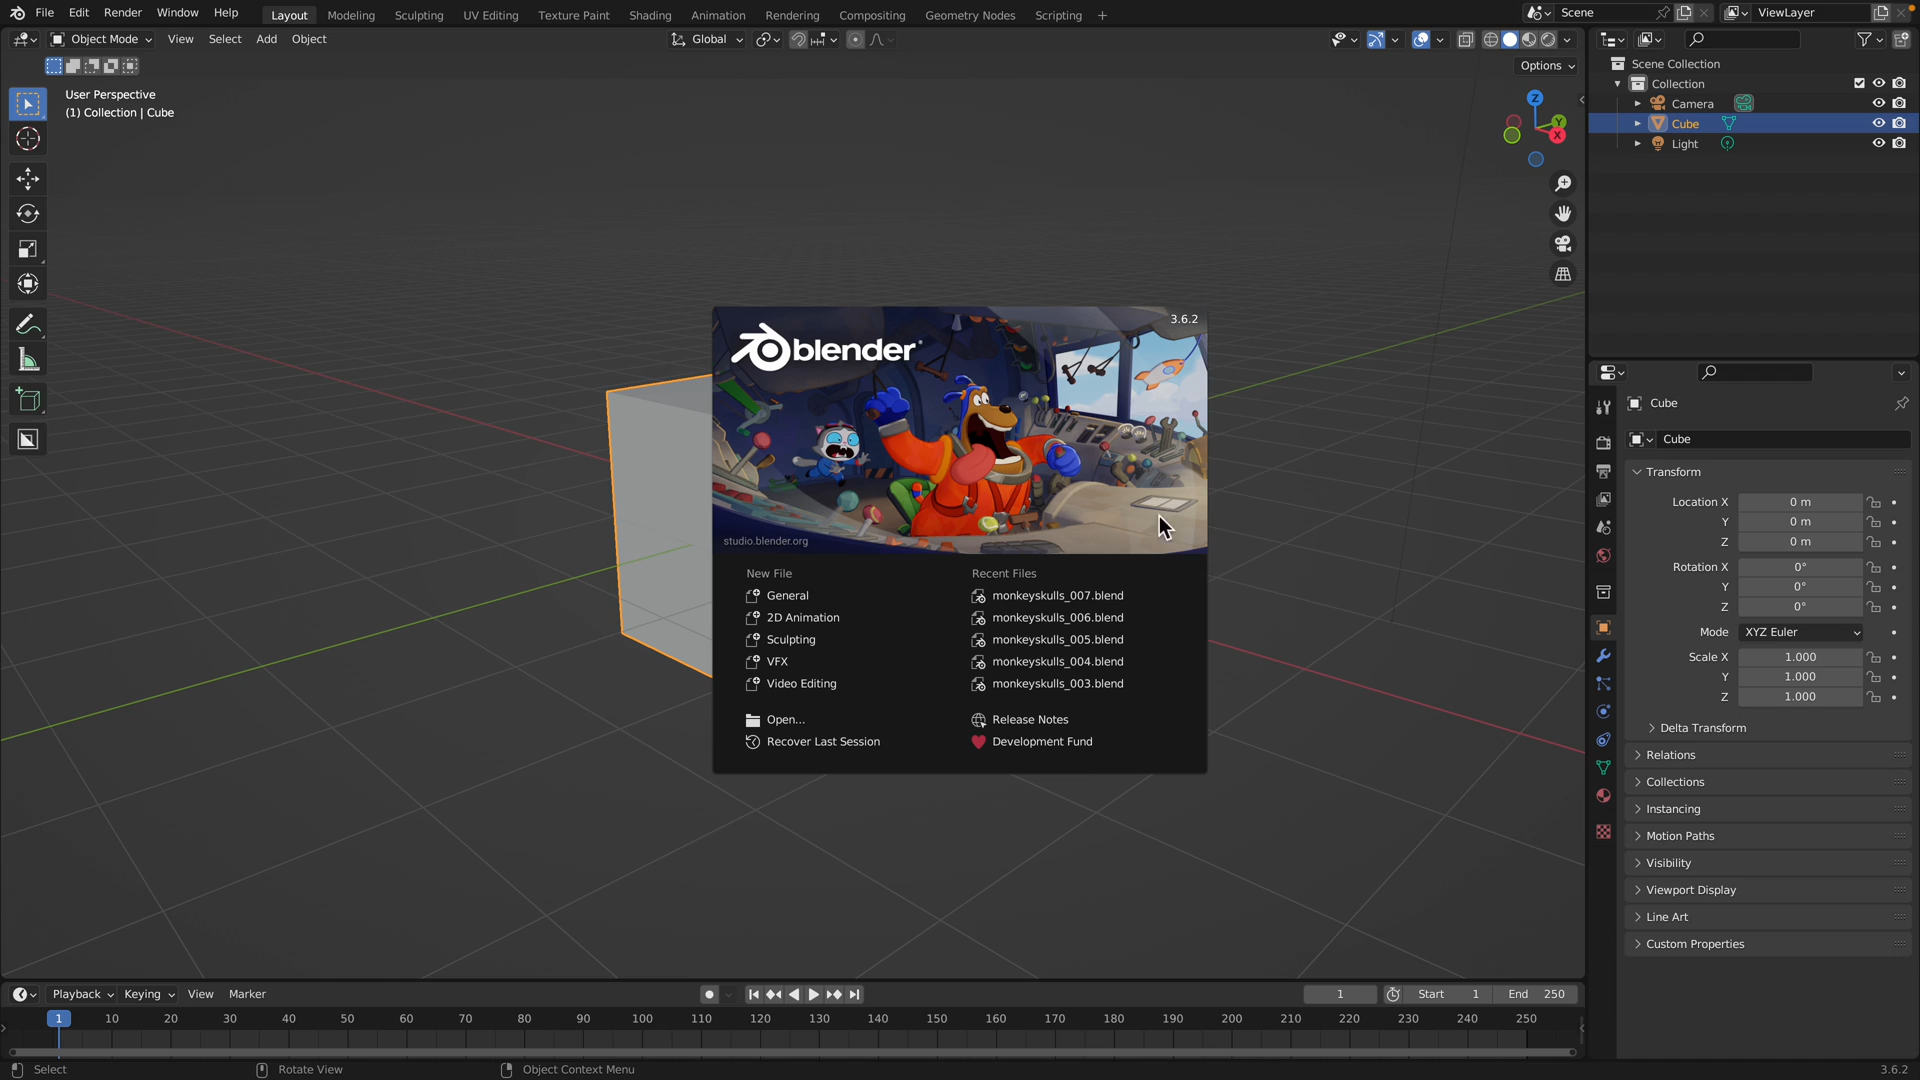 File Edit Render Window Help Layout Modeling Sculpting UV Editing Texture Paint Shading Animation Rendering Compositing Geometry Nodes Scripting + Scene ViewLayer
Object Mode View Select Add Object Global
Options
User Perspective
(1) Collection | Cube
Z
Y
X
Scene Collection
Collection
Camera
Cube
Light
blender
3.6.2
studio.blender.org
New File
General
2D Animation
Sculpting
VFX
Video Editing
Open...
Recover Last Session
Recent Files
monkeyskulls_007.blend
monkeyskulls_006.blend
monkeyskulls_005.blend
monkeyskulls_004.blend
monkeyskulls_003.blend
Release Notes
Development Fund
Cube
Cube
Transform
Location X 0 m
Y 0 m
Z 0 m
Rotation X 0°
Y 0°
Z 0°
Mode XYZ Euler
Scale X 1.000
Y 1.000
Z 1.000
Delta Transform
Relations
Collections
Instancing
Motion Paths
Visibility
Viewport Display
Line Art
Custom Properties
Playback Keying View Marker 1 Start 1 End 250
1 10 20 30 40 50 60 70 80 90 100 110 120 130 140 150 160 170 180 190 200 210 220 230 240 250
Select Rotate View Object Context Menu 3.6.2